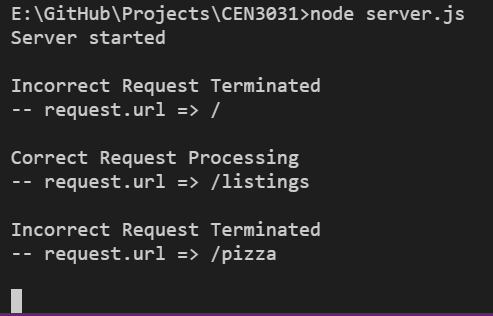 E:\GitHub\Projects\CEN3031>node server.js
Server started
Incorrect Request Terminated
-- request.url => /
Correct Request Processing
-- request.url => /listings
Incorrect Request Terminated
-- request.url => /pizza